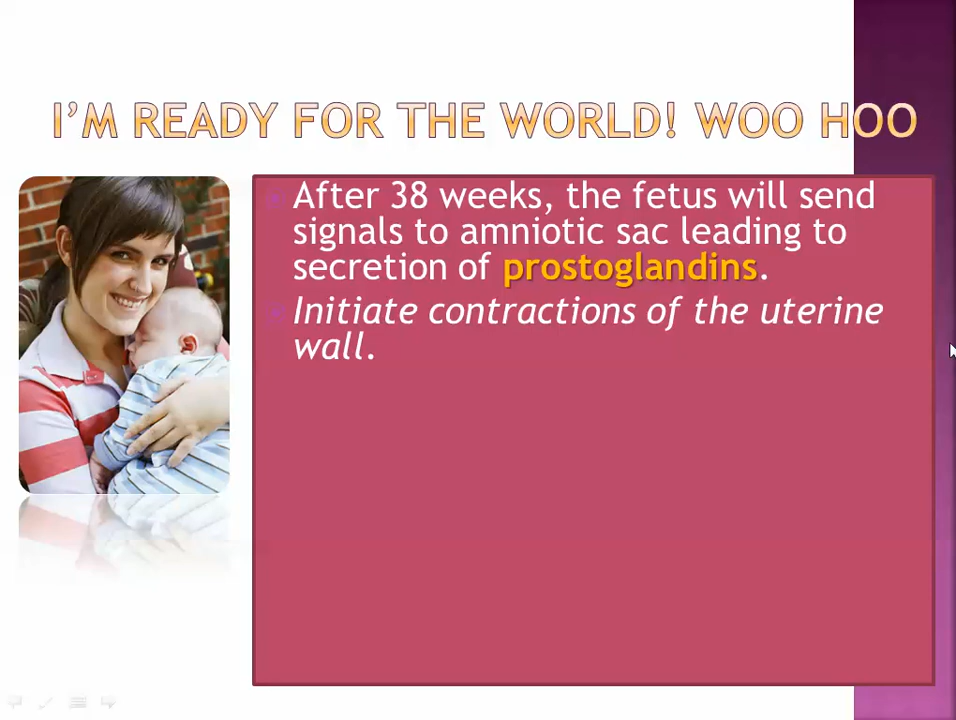 I’M READY FOR THE WORLD! WOO HOO
After 38 weeks, the fetus will send
signals to amniotic sac leading to
secretion of prostoglandins.
Initiate contractions of the uterine
wall.